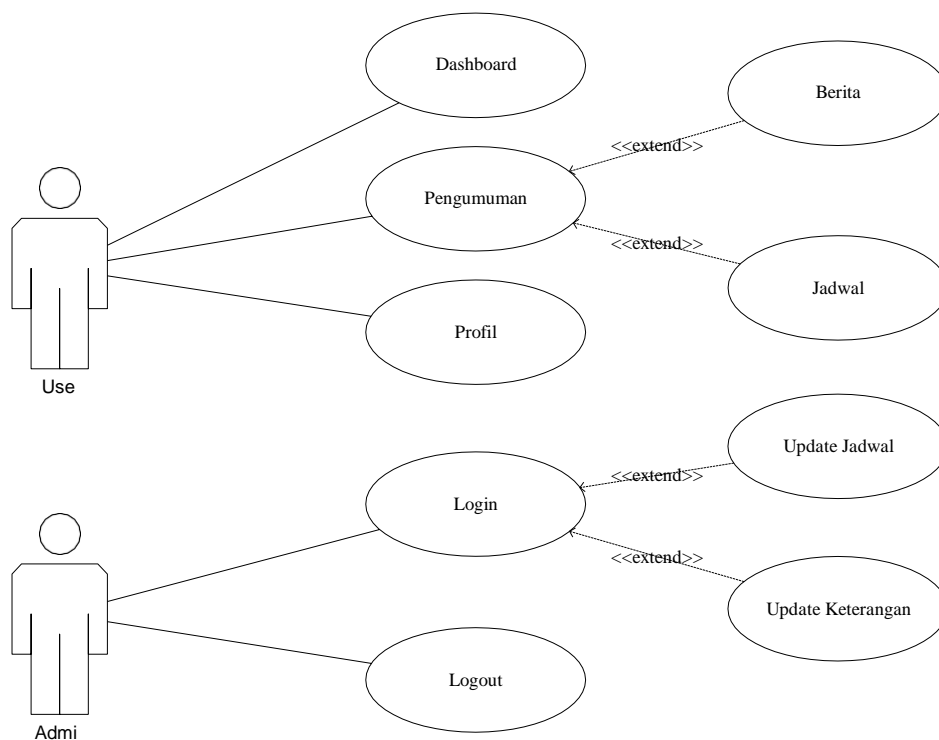 Dashboard
Berita
<<extend>>
Pengumuman
<<extend>>
Jadwal
Profil
Use
Update Jadwal
<<extend>>
Login
<<extend>>
Update Keterangan
Logout
Admi